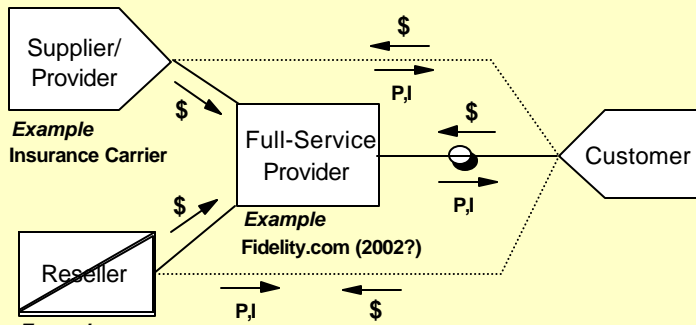 Supplier/
Provider
Example
Insurance Carrier
$
$
P,I
Full-Service
Provider
Example
Fidelity.com (2002?)
$
P,I
Customer
$
Reseller
P,I
$